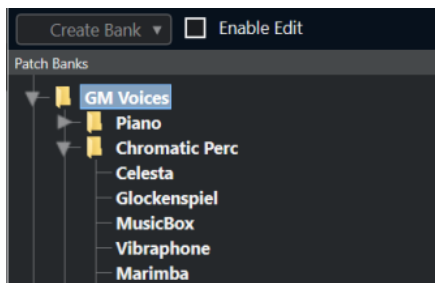 Create Bank Enable Edit
Patch Banks
GM Voices
Piano
Chromatic Perc
Celesta
Glockenspiel
MusicBox
Vibraphone
Marimba